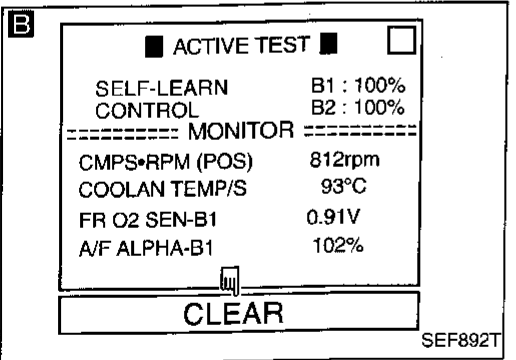 B
ACTIVE TEST
SELF-LEARN B1 : 100%
CONTROL B2 : 100%
========= MONITOR =========
CMPS•RPM (POS) 812rpm
COOLAN TEMP/S 93°C
FR O2 SEN-B1 0.91V
A/F ALPHA-B1 102%
CLEAR
SEF892T